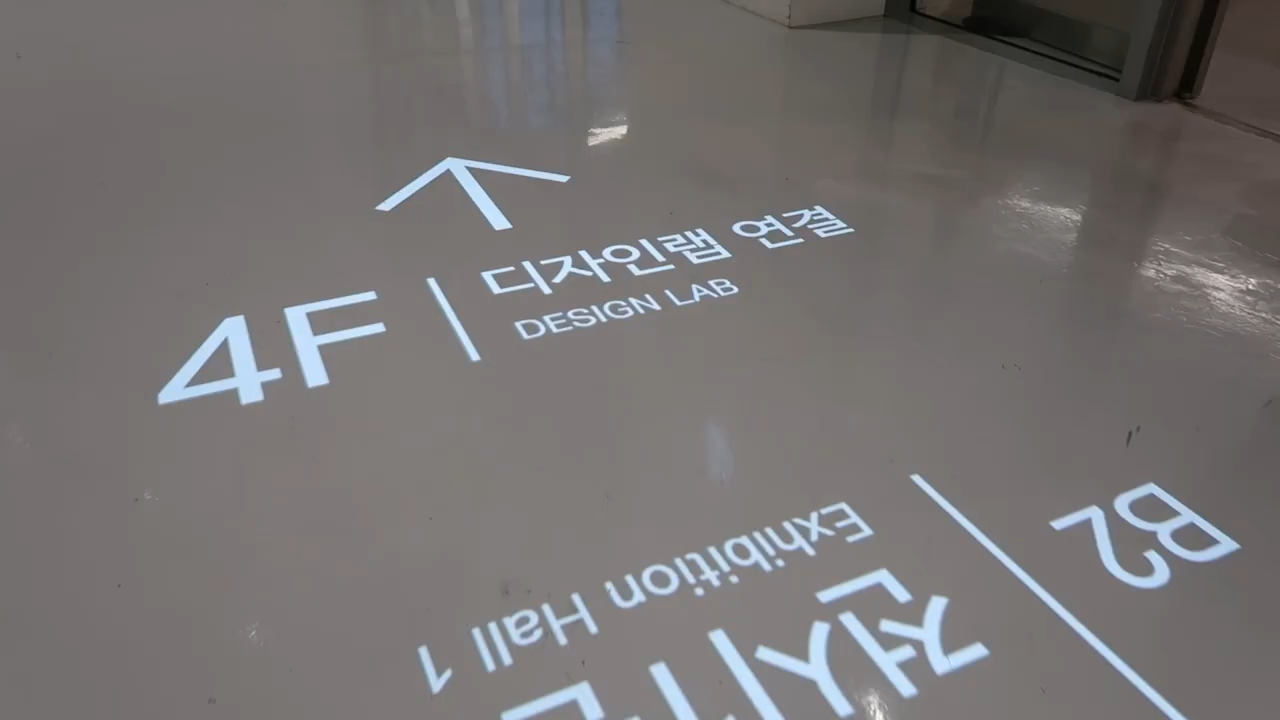 4F
디자인랩 연결
DESIGN LAB
B2
Exhibition Hall 1